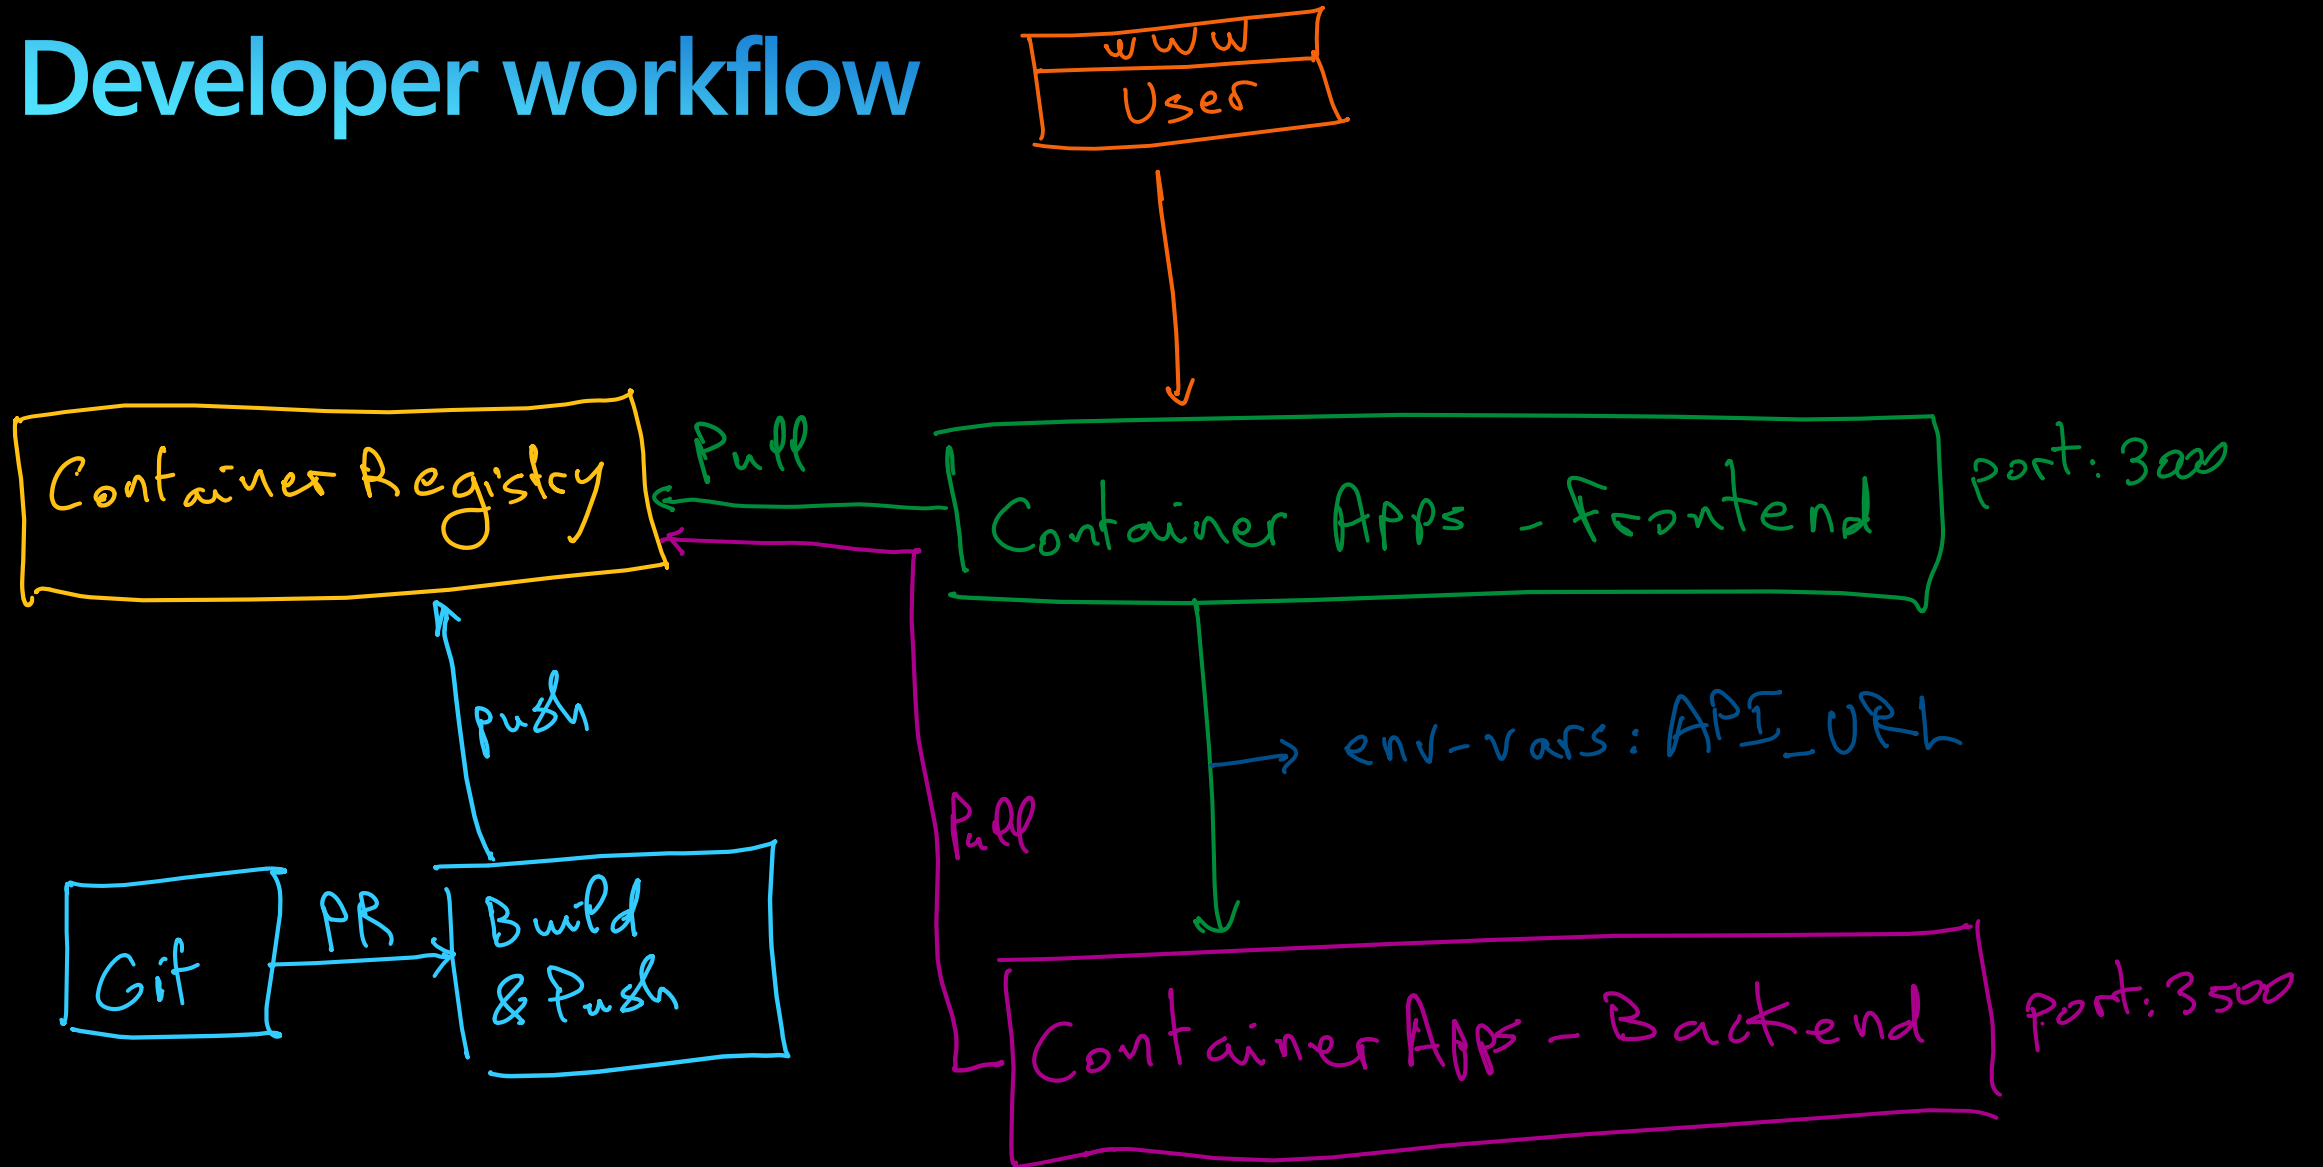 Developer workflow
WWW
User
Container Registry
Pull
Container Apps - Frontend
port: 3000
push
env-vars: API_URL
Pull
Git
PR
Build
& Push
Container Apps - Backend
port: 3500